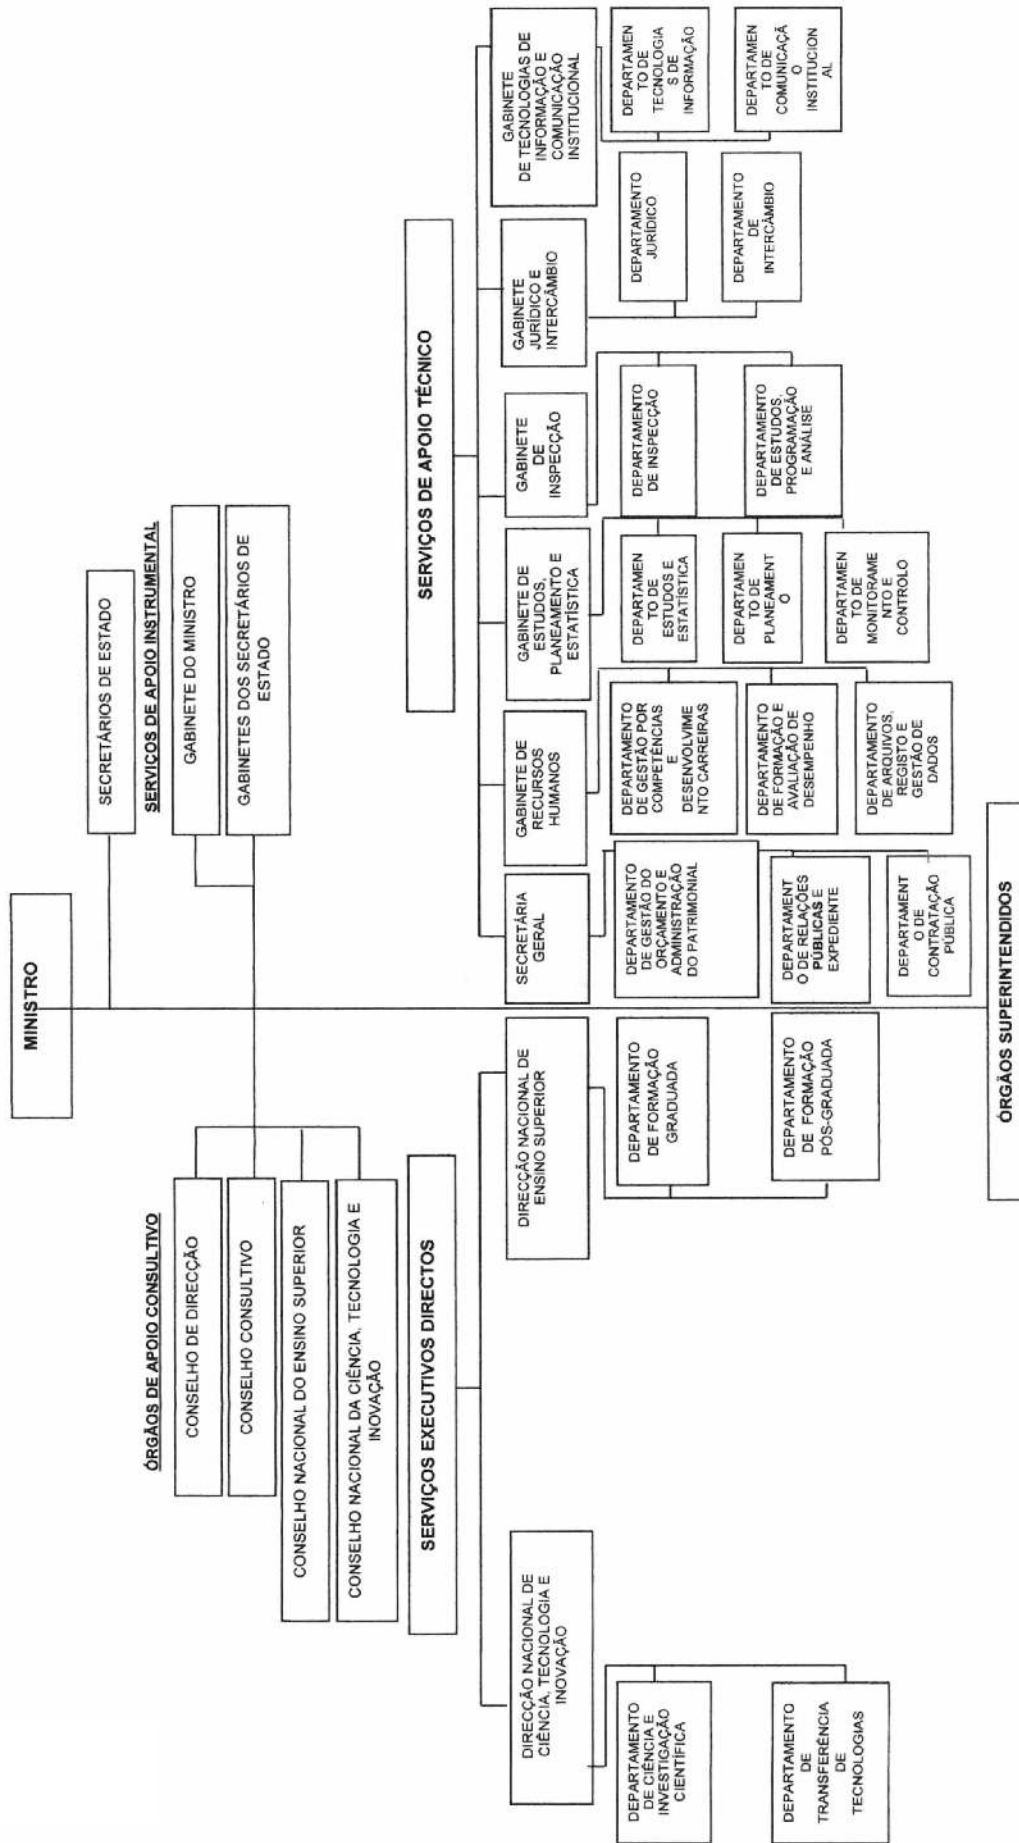 MINISTRO
SECRETÁRIOS DE ESTADO
ÓRGÃOS DE APOIO CONSULTIVO
CONSELHO DE DIRECÇÃO
CONSELHO CONSULTIVO
CONSELHO NACIONAL DO ENSINO SUPERIOR
CONSELHO NACIONAL DA CIÊNCIA, TECNOLOGIA E
INOVAÇÃO
SERVIÇOS DE APOIO INSTRUMENTAL
GABINETE DO MINISTRO
GABINETES DOS SECRETÁRIOS DE
ESTADO
SERVIÇOS EXECUTIVOS DIRECTOS
DIRECÇÃO NACIONAL DE
CIÊNCIA, TECNOLOGIA E
INOVAÇÃO
DEPARTAMENTO
DE CIÊNCIA E
INVESTIGAÇÃO
CIENTÍFICA
DEPARTAMENTO
DE
TRANSFERÊNCIA
DE
TECNOLOGIAS
DIRECÇÃO NACIONAL DE
ENSINO SUPERIOR
DEPARTAMENTO
DE FORMAÇÃO
GRADUADA
DEPARTAMENTO
DE FORMAÇÃO
PÓS-GRADUADA
SERVIÇOS DE APOIO TÉCNICO
SECRETÁRIA
GERAL
DEPARTAMENTO
DE GESTÃO DO
ORÇAMENTO E
ADMINISTRAÇÃO
DO PATRIMONIAL
DEPARTAMENT
O DE RELAÇÕES
PÚBLICAS E
EXPEDIENTE
DEPARTAMENT
O DE
CONTRATAÇÃO
PÚBLICA
GABINETE DE
RECURSOS
HUMANOS
DEPARTAMENTO
DE GESTÃO POR
COMPETÊNCIAS
E
DESENVOLVIME
NTO CARREIRAS
DEPARTAMENTO
DE FORMAÇÃO E
AVALIAÇÃO DE
DESEMPENHO
DEPARTAMENTO
DE ARQUIVOS,
REGISTO E
GESTÃO DE
DADOS
GABINETE DE
ESTUDOS,
PLANEAMENTO E
ESTATÍSTICA
DEPARTAMEN
TO DE
ESTUDOS E
ESTATÍSTICA
DEPARTAMEN
TO DE
PLANEAMENT
O
DEPARTAMEN
TO DE
MONITORAME
NTO E
CONTROLO
GABINETE
DE
INSPECÇÃO
DEPARTAMENTO
DE INSPECÇÃO
DEPARTAMENTO
DE ESTUDOS,
PROGRAMAÇÃO
E ANÁLISE
GABINETE
JURÍDICO E
INTERCÂMBIO
DEPARTAMENTO
JURÍDICO
DEPARTAMENTO
DE
INTERCÂMBIO
GABINETE
DE TECNOLOGIAS DE
INFORMAÇÃO E
COMUNICAÇÃO
INSTITUCIONAL
DEPARTAMEN
TO DE
TECNOLOGIA
S DE
INFORMAÇÃO
DEPARTAMEN
TO DE
COMUNICAÇÃ
O
INSTITUCION
AL
ÓRGÃOS SUPERINTENDIDOS